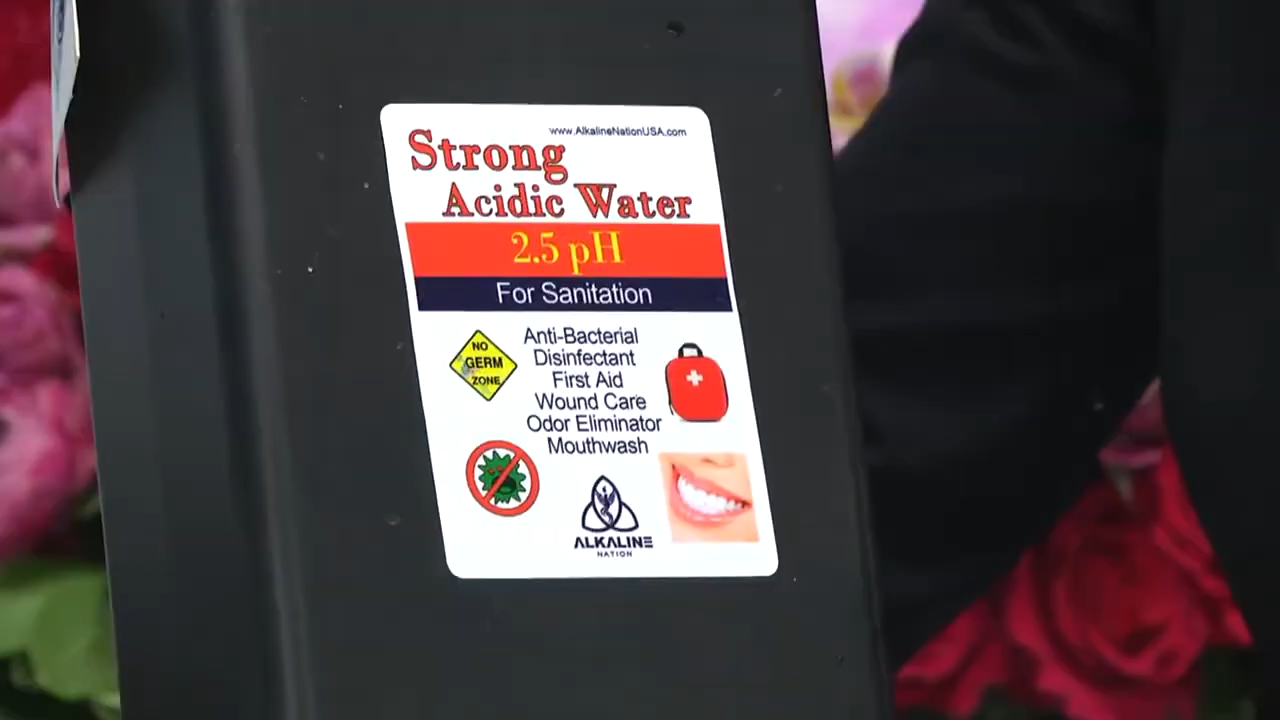 www.AlkalineNationUSA.com
Strong
Acidic Water
2.5 pH
For Sanitation
NO
GERM
ZONE
Anti-Bacterial
Disinfectant
First Aid
Wound Care
Odor Eliminator
Mouthwash
ALKALINE
NATION